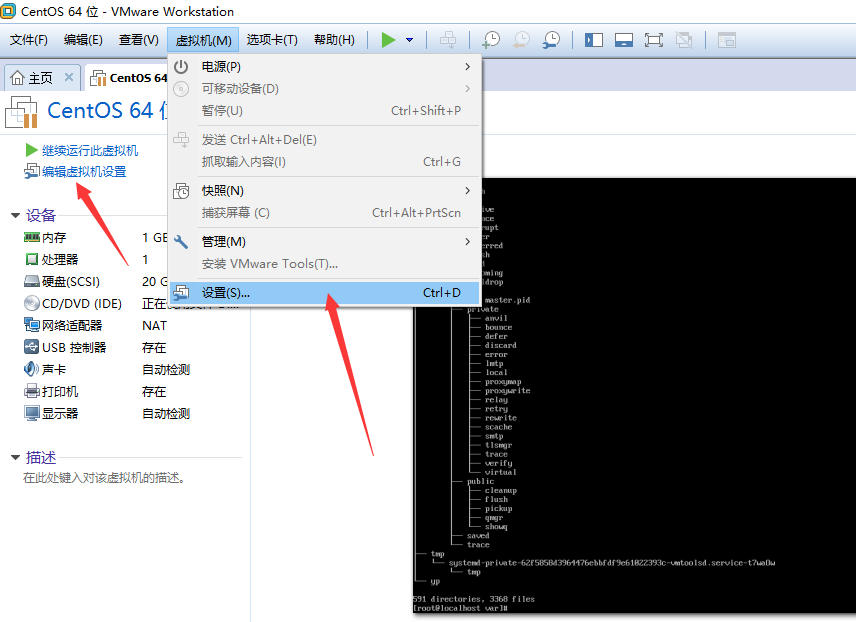 CentOS 64 位 - VMware Workstation
文件(F) 编辑(E) 查看(V) 虚拟机(M) 选项卡(T) 帮助(H)
主页 CentOS 64
CentOS 64 位
继续运行此虚拟机
编辑虚拟机设置
设备
内存 1 GB
处理器 1
硬盘(SCSI) 20 G
CD/DVD (IDE)
网络适配器 NAT
USB 控制器 存在
声卡 自动检测
打印机 存在
显示器 自动检测
描述
在此处键入对该虚拟机的描述。
电源(P)
可移动设备(D)
暂停(U) Ctrl+Shift+P
发送 Ctrl+Alt+Del(E)
抓取输入内容(I) Ctrl+G
快照(N)
捕获屏幕 (C) Ctrl+Alt+PrtScn
管理(M)
安装 VMware Tools(T)...
设置(S)... Ctrl+D
master.pid
private
anvil
bounce
defer
discard
error
lmtp
local
proxymap
proxywrite
relay
retry
rewrite
scache
smtp
tlsmgr
trace
verify
virtual
public
cleanup
flush
pickup
qmgr
showq
saved
trace
tmp
systemd-private-62f5858d3964476ebbfdf9e61022393c-vmtoolsd.service-t7waOw
tmp
yp
591 directories, 3368 files
[root@localhost var]#